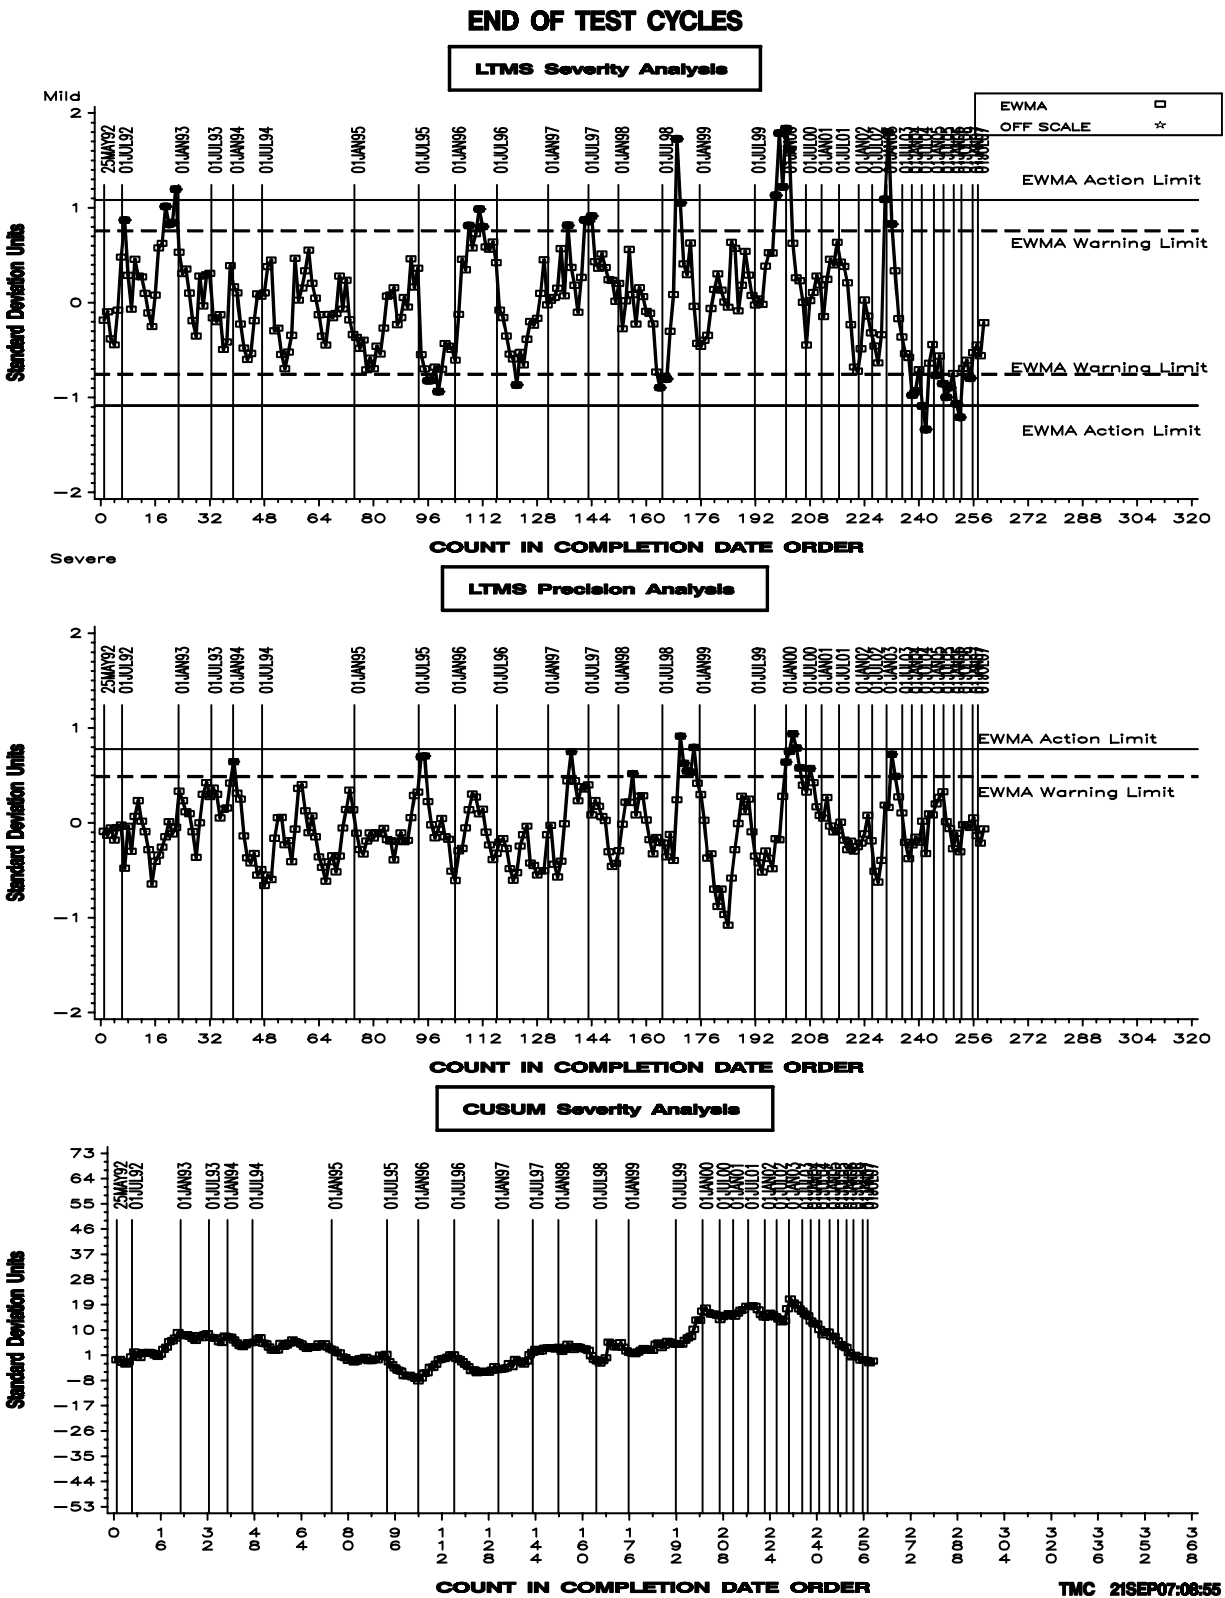 END OF TEST CYCLES
LTMS Severity Analysis
Mild
EWMA
OFF SCALE
25MAY92 01JUL92 01JAN93 01JUL93 01JAN94 01JUL94 01JAN95 01JUL95 01JAN96 01JUL96 01JAN97 01JUL97 01JAN98 01JUL98 01JAN99 01JUL99 01JUL00 01JAN01 01JUL01 01JAN02 01JUL02 01JUL03
EWMA Action Limit
EWMA Warning Limit
EWMA Warning Limit
EWMA Action Limit
Standard Deviation Units
2
1
0
-1
-2
0 16 32 48 64 80 96 112 128 144 160 176 192 208 224 240 256 272 288 304 320
COUNT IN COMPLETION DATE ORDER
Severe
LTMS Precision Analysis
25MAY92 01JUL92 01JAN93 01JUL93 01JAN94 01JUL94 01JAN95 01JUL95 01JAN96 01JUL96 01JAN97 01JUL97 01JAN98 01JUL98 01JAN99 01JUL99 01JAN00 01JUL00 01JAN01 01JUL01 01JAN02 01JUL02 01JAN03 01JUL03
EWMA Action Limit
EWMA Warning Limit
Standard Deviation Units
2
1
0
-1
-2
0 16 32 48 64 80 96 112 128 144 160 176 192 208 224 240 256 272 288 304 320
COUNT IN COMPLETION DATE ORDER
CUSUM Severity Analysis
25MAY92 01JUL92 01JAN93 01JUL93 01JAN94 01JUL94 01JAN95 01JUL95 01JAN96 01JUL96 01JAN97 01JUL97 01JAN98 01JUL98 01JAN99 01JUL99 01JAN00 01JUL00 01JAN01 01JUL01 01JAN02 01JUL02 01JAN03
Standard Deviation Units
73
64
55
46
37
28
19
10
1
-8
-17
-26
-35
-44
-53
0 16 32 48 64 80 96 112 128 144 160 176 192 208 224 240 256 272 288 304 320 336 352 368
COUNT IN COMPLETION DATE ORDER
TMC 21SEP07:08:55